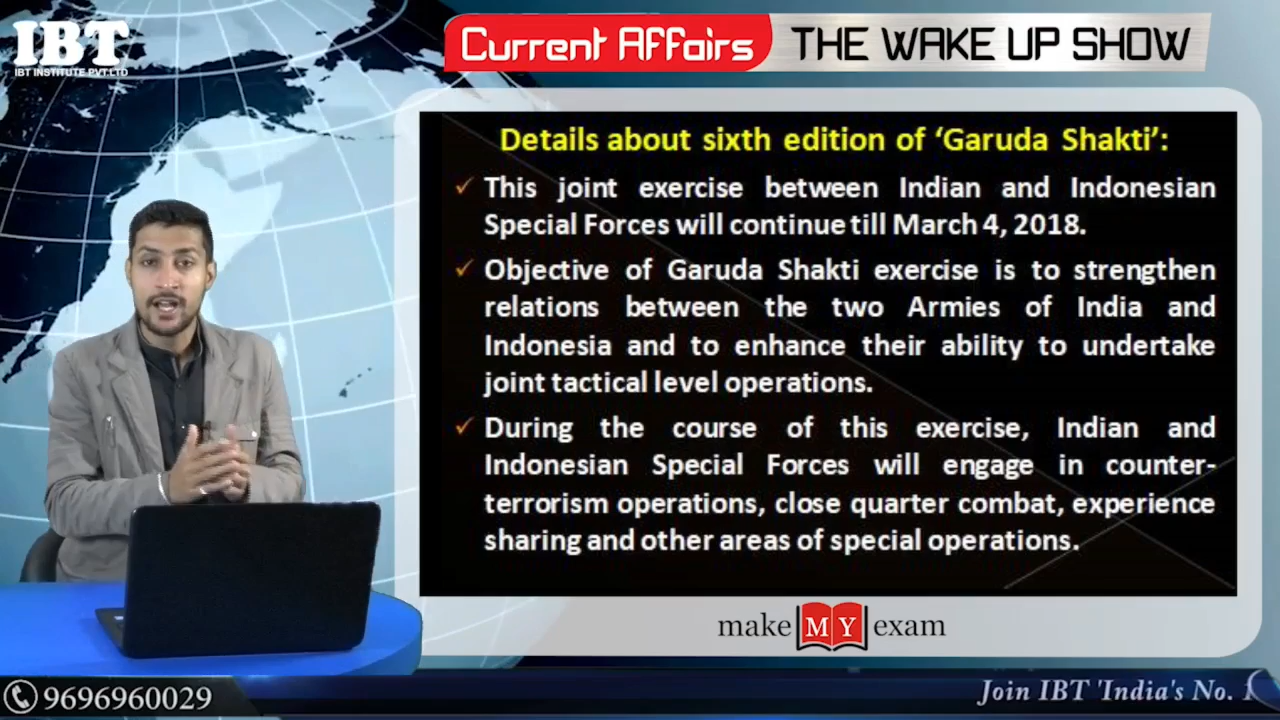 IBT
IBT INSTITUTE PVT.LTD
Current Affairs THE WAKE UP SHOW
Details about sixth edition of ‘Garuda Shakti’:
✓ This joint exercise between Indian and Indonesian
Special Forces will continue till March 4, 2018.
✓ Objective of Garuda Shakti exercise is to strengthen
relations between the two Armies of India and
Indonesia and to enhance their ability to undertake
joint tactical level operations.
✓ During the course of this exercise, Indian and
Indonesian Special Forces will engage in counter-
terrorism operations, close quarter combat, experience
sharing and other areas of special operations.
make MY exam
9696960029
Join IBT 'India's No. 1